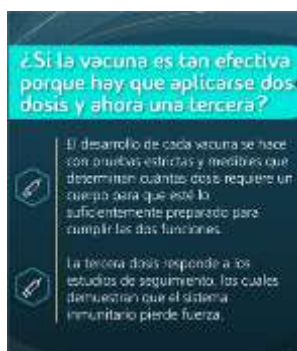 ¿Si la vacuna es tan efectiva
porque hay que aplicarse dos
dosis y ahora una tercera?
El desarrollo de cada vacuna se hace
con pruebas estrictas y medibles que
determinan cuántas dosis requiere un
cuerpo para que esté lo
suficientemente preparado para
cumplir las dos funciones.
La tercera dosis responde a los
estudios de seguimiento, los cuales
demuestran que el sistema
inmunitario pierde fuerza.